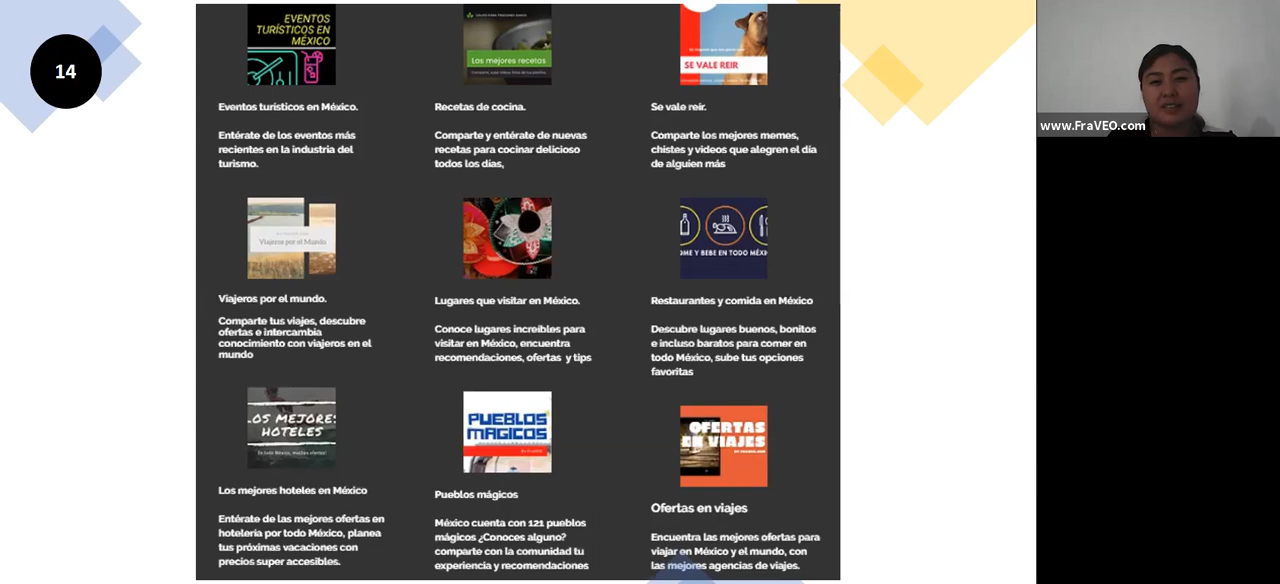 14
EVENTOS
TURÍSTICOS EN
MÉXICO
Las mejores recetas
SE VALE REIR
www.FraVEO.com
Eventos turísticos en México.
Entérate de los eventos más
recientes en la industria del
turismo.
Recetas de cocina.
Comparte y entérate de nuevas
recetas para cocinar delicioso
todos los días,
Se vale reír.
Comparte los mejores memes,
chistes y videos que alegren el día
de alguien más
Viajeros por el Mundo
OME Y BEBE EN TODO MÉXI
Viajeros por el mundo.
Comparte tus viajes, descubre
ofertas e intercambia
conocimiento con viajeros en el
mundo
Lugares que visitar en México.
Conoce lugares increíbles para
visitar en México, encuentra
recomendaciones, ofertas y tips
Restaurantes y comida en México
Descubre lugares buenos, bonitos
e incluso baratos para comer en
todo México, sube tus opciones
favoritas
LOS MEJORES
HOTELES
PUEBLOS
MAGICOS
OFERTAS
EN VIAJES
Los mejores hoteles en México
Entérate de las mejores ofertas en
hotelería por todo México, planea
tus próximas vacaciones con
precios super accesibles.
Pueblos mágicos
México cuenta con 121 pueblos
mágicos ¿Conoces alguno?
comparte con la comunidad tu
experiencia y recomendaciones
Ofertas en viajes
Encuentra las mejores ofertas para
viajar en México y el mundo, con
las mejores agencias de viajes.